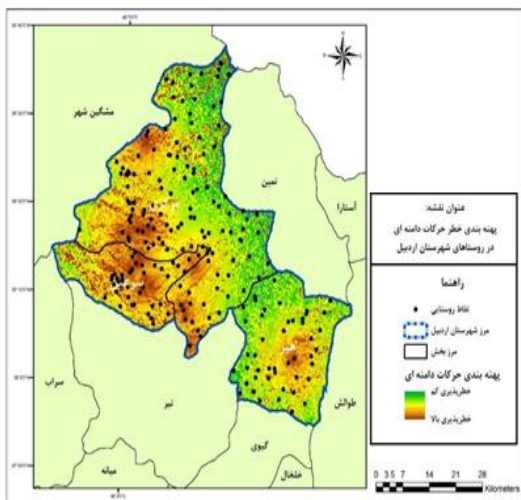 مشگین شهر
نمین
آستارا
سراب
نیر
طوالش
گیوی
میانه
خلخال
عنوان نقشه:
پهنه بندی خطر حرکات دامنه ای
در روستاهای شهرستان اردبیل
راهنما
نقاط روستایی
مرز شهرستان اردبیل
مرز بخش
پهنه بندی حرکات دامنه ای
خطرپذیری کم
خطرپذیری بالا
0 3.5 7 14 21 28
Kilometers